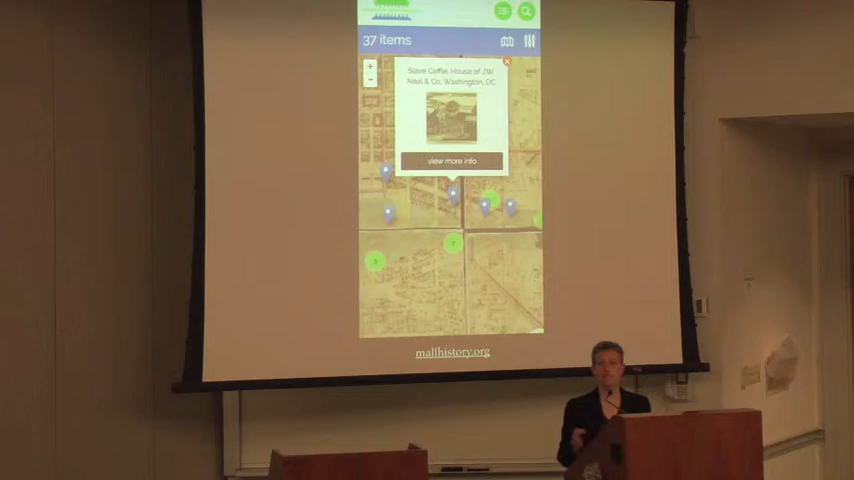 37 items
+
-
Slave Coffle, House of J.W.
Neal & Co, Washington, DC
view more info
mallhistory.org